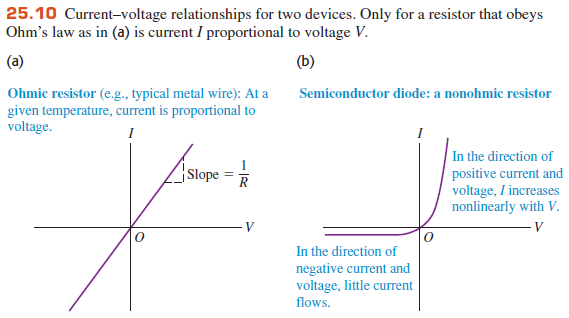 25.10 Current–voltage relationships for two devices. Only for a resistor that obeys
Ohm's law as in (a) is current I proportional to voltage V.
(a)
Ohmic resistor (e.g., typical metal wire): At a
given temperature, current is proportional to
voltage.
I
Slope = 1/R
V
O
(b)
Semiconductor diode: a nonohmic resistor
I
In the direction of
positive current and
voltage, I increases
nonlinearly with V.
V
O
In the direction of
negative current and
voltage, little current
flows.